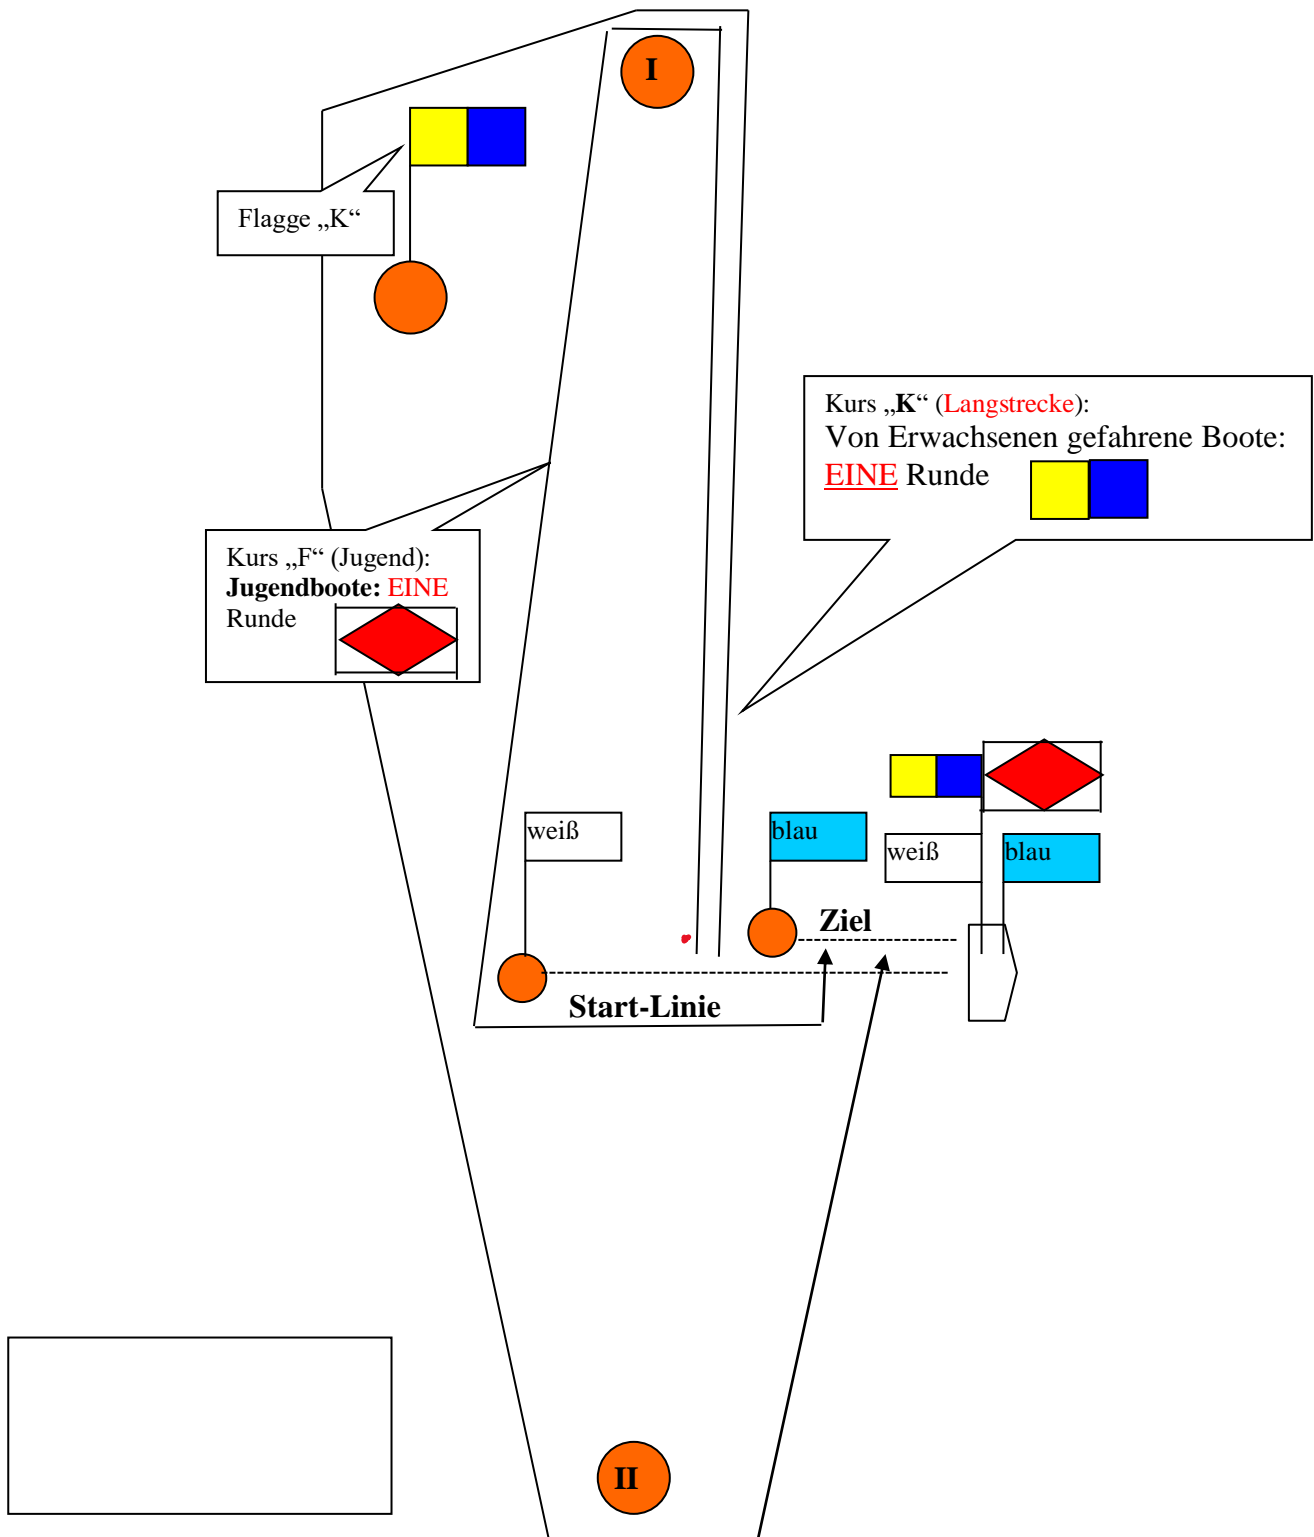 I
Flagge „K“
Kurs „K“ (Langstrecke):
Von Erwachsenen gefahrene Boote:
EINE Runde
Kurs „F“ (Jugend):
Jugendboote: EINE
Runde
weiß
blau
weiß
blau
Ziel
Start-Linie
II